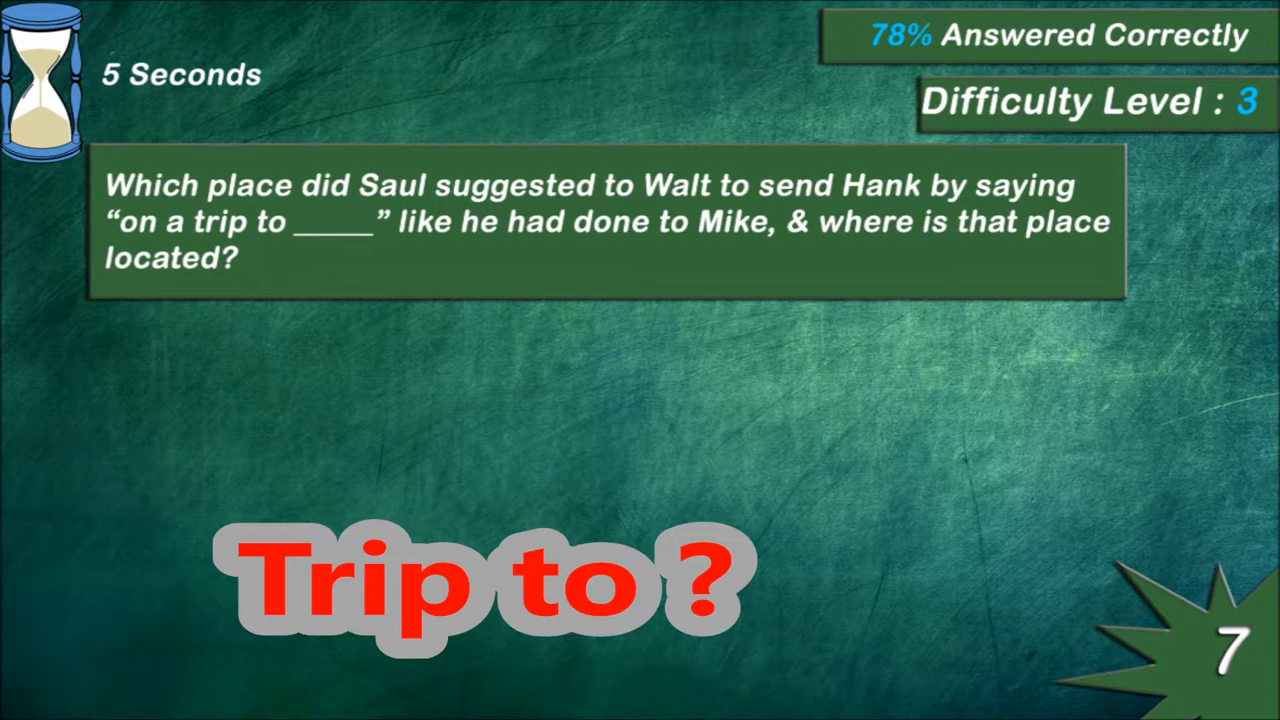 78% Answered Correctly
5 Seconds
Difficulty Level : 3
Which place did Saul suggested to Walt to send Hank by saying
“on a trip to _____” like he had done to Mike, & where is that place
located?
Trip to ?
7